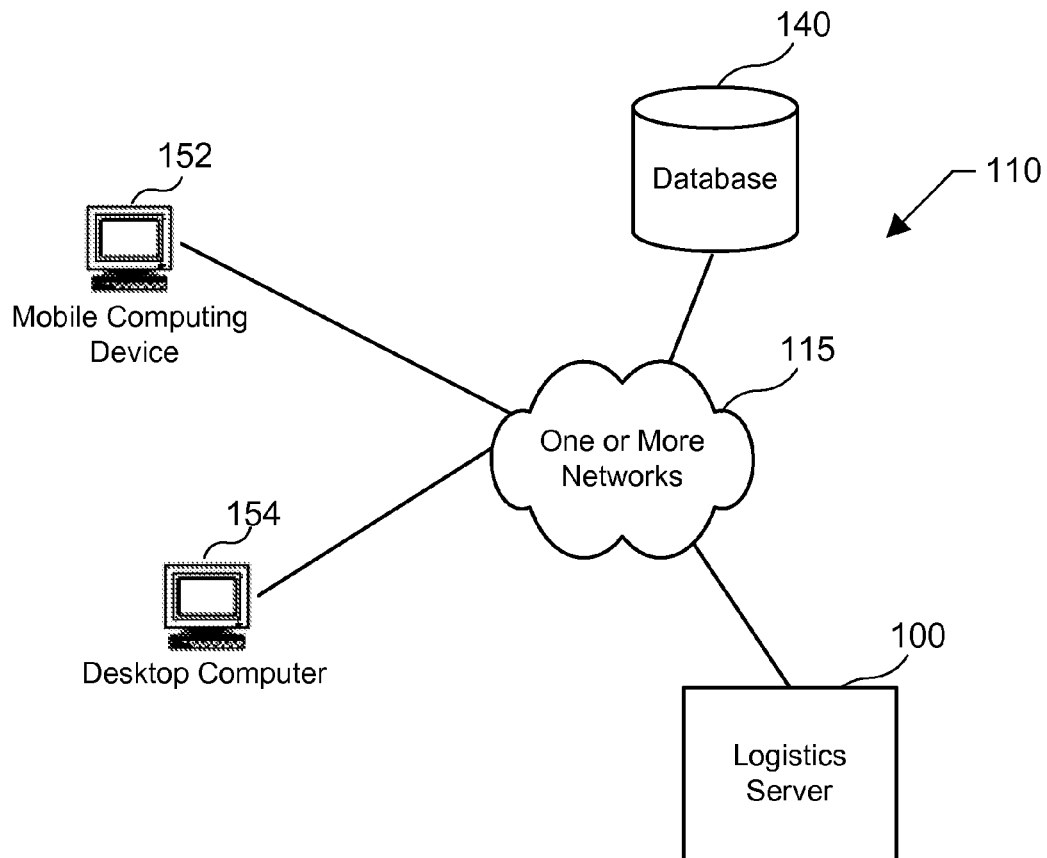 140
152
Database
110
Mobile Computing
Device
115
One or More
Networks
154
Desktop Computer
100
Logistics
Server